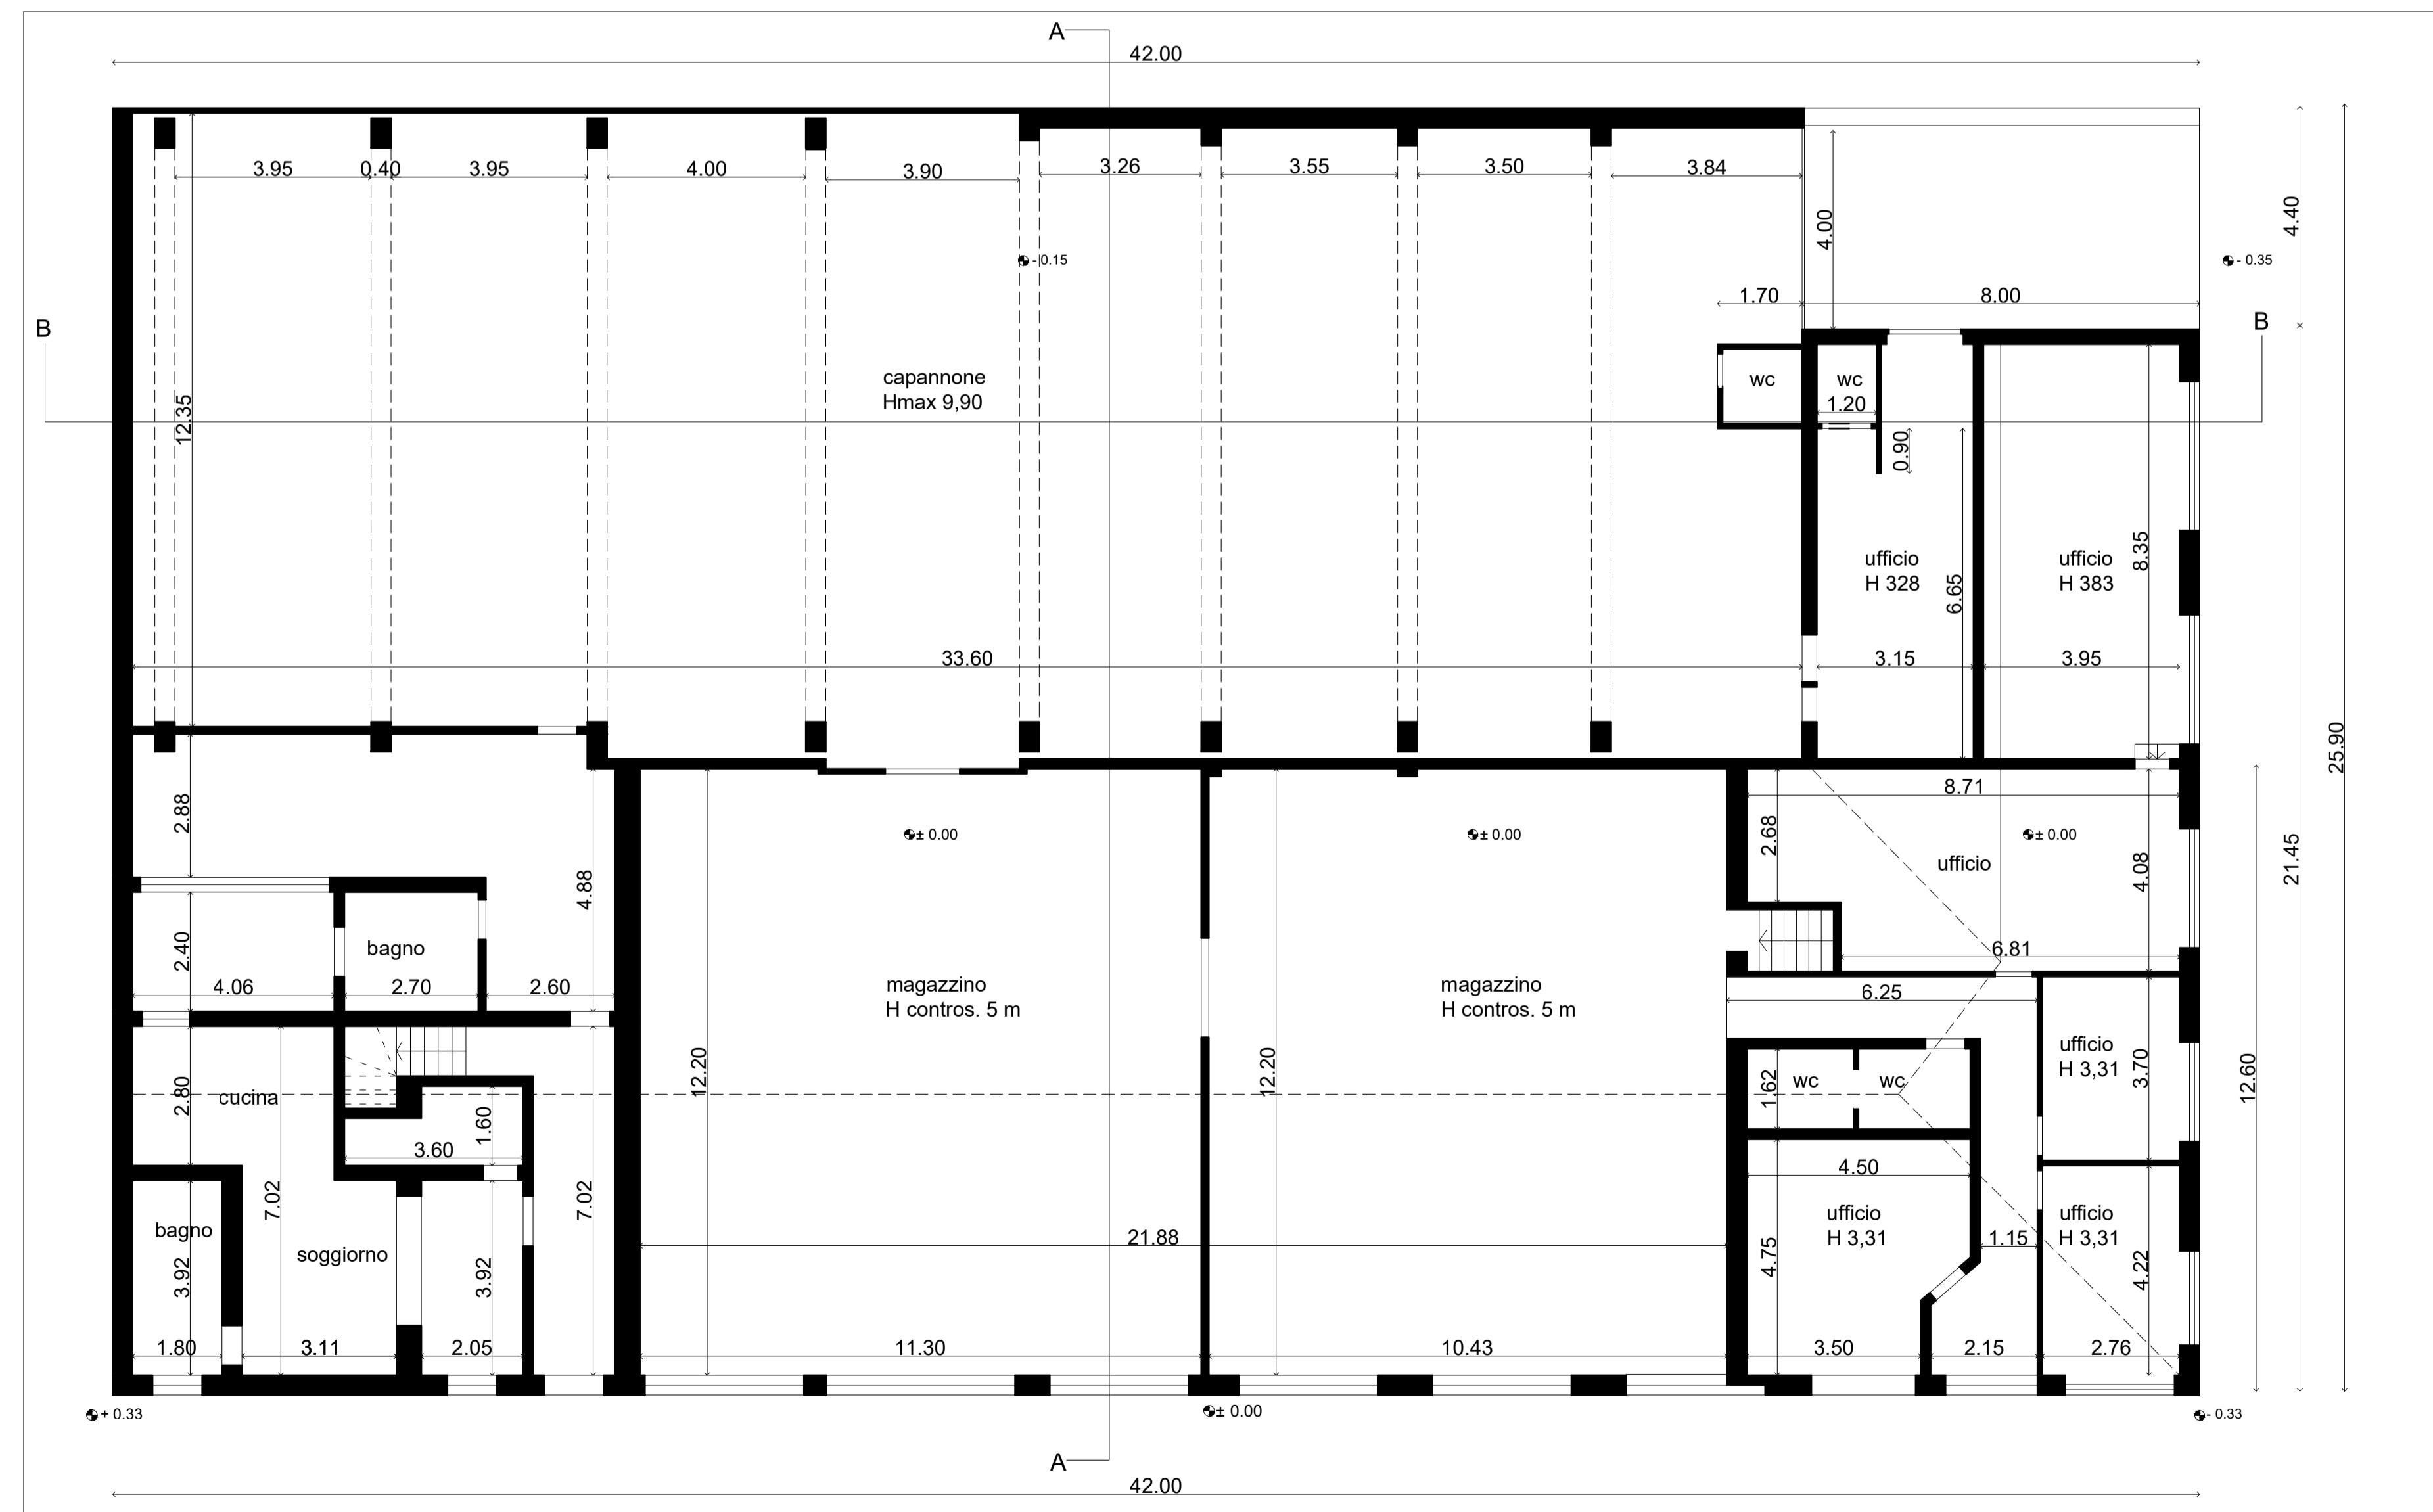 A
42.00
3.95
0.40
3.95
4.00
3.90
3.26
3.55
3.50
3.84
4.00
4.40
- 0.15
- 0.35
1.70
8.00
B
B
capannone
Hmax 9,90
12.35
wc
wc
1.20
0.90
ufficio
H 328
6.65
ufficio
H 383
8.35
33.60
3.15
3.95
25.90
8.71
2.88
2.68
± 0.00
± 0.00
± 0.00
ufficio
4.08
21.45
4.88
2.40
bagno
6.81
4.06
2.70
2.60
magazzino
H contros. 5 m
magazzino
H contros. 5 m
6.25
ufficio
H 3,31
3.70
12.20
12.20
12.60
2.80
cucina
1.60
1.62
wc
wc
3.60
4.50
7.02
7.02
bagno
soggiorno
3.92
3.92
21.88
ufficio
H 3,31
4.75
1.15
ufficio
H 3,31
4.22
1.80
3.11
2.05
11.30
10.43
3.50
2.15
2.76
+ 0.33
± 0.00
- 0.33
A
42.00